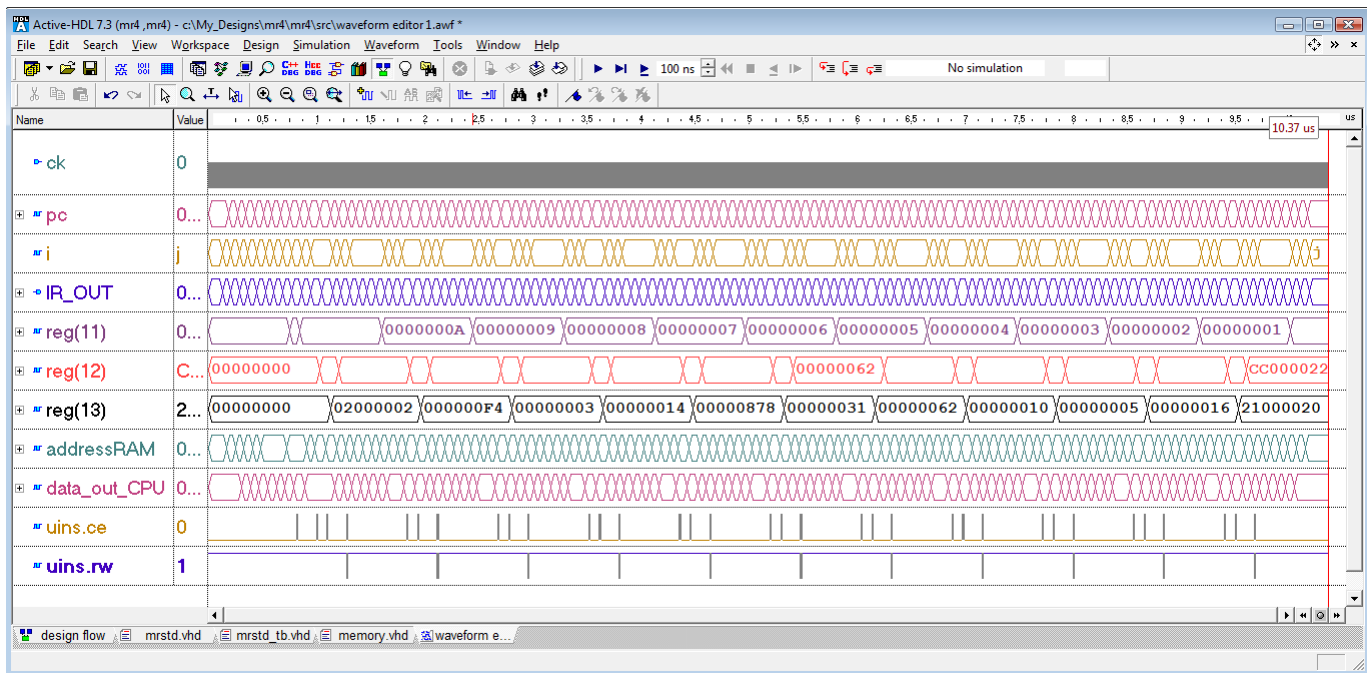 Active-HDL 7.3 (mr4 ,mr4) - c:\My_Designs\mr4\mr4\src\waveform editor 1.awf *
File Edit Search View Workspace Design Simulation Waveform Tools Window Help
C++ DBG HEC DBG 100 ns No simulation
Name Value 0,5 1 1,5 2 2,5 3 3,5 4 4,5 5 5,5 6 6,5 7 7,5 8 8,5 9 9,5 us
10.37 us
ck 0
pc 0...
i j j
IR_OUT 0...
reg(11) 0... 0000000A 00000009 00000008 00000007 00000006 00000005 00000004 00000003 00000002 00000001
reg(12) C... 00000000 00000062 CC000022
reg(13) 2... 00000000 02000002 000000F4 00000003 00000014 00000878 00000031 00000062 00000010 00000005 00000016 21000020
addressRAM 0...
data_out_CPU 0...
uins.ce 0
uins.rw 1
design flow mrstd.vhd mrstd_tb.vhd memory.vhd waveform e...